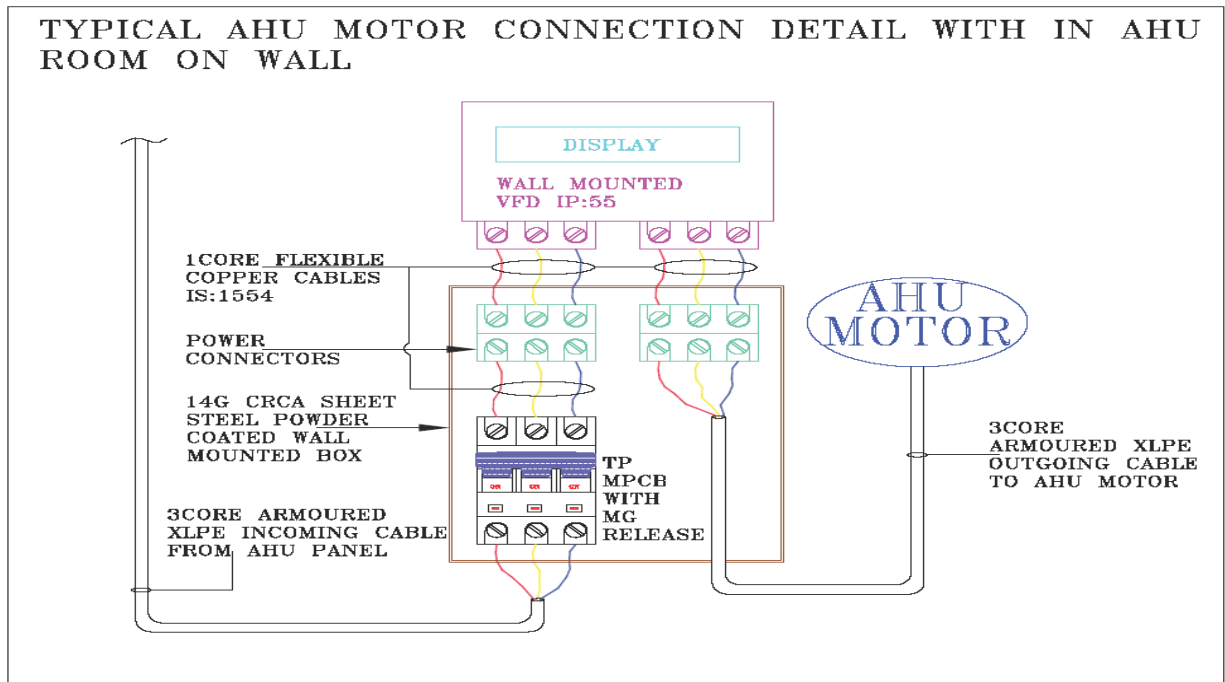 TYPICAL AHU MOTOR CONNECTION DETAIL WITH IN AHU
ROOM ON WALL
DISPLAY
WALL MOUNTED
VFD IP:55
1CORE FLEXIBLE
COPPER CABLES
IS:1554
POWER
CONNECTORS
14G CRCA SHEET
STEEL POWDER
COATED WALL
MOUNTED BOX
3CORE ARMOURED
XLPE INCOMING CABLE
FROM AHU PANEL
ON ON ON
TP
MPCB
WITH
MG
RELEASE
AHU
MOTOR
3CORE
ARMOURED XLPE
OUTGOING CABLE
TO AHU MOTOR